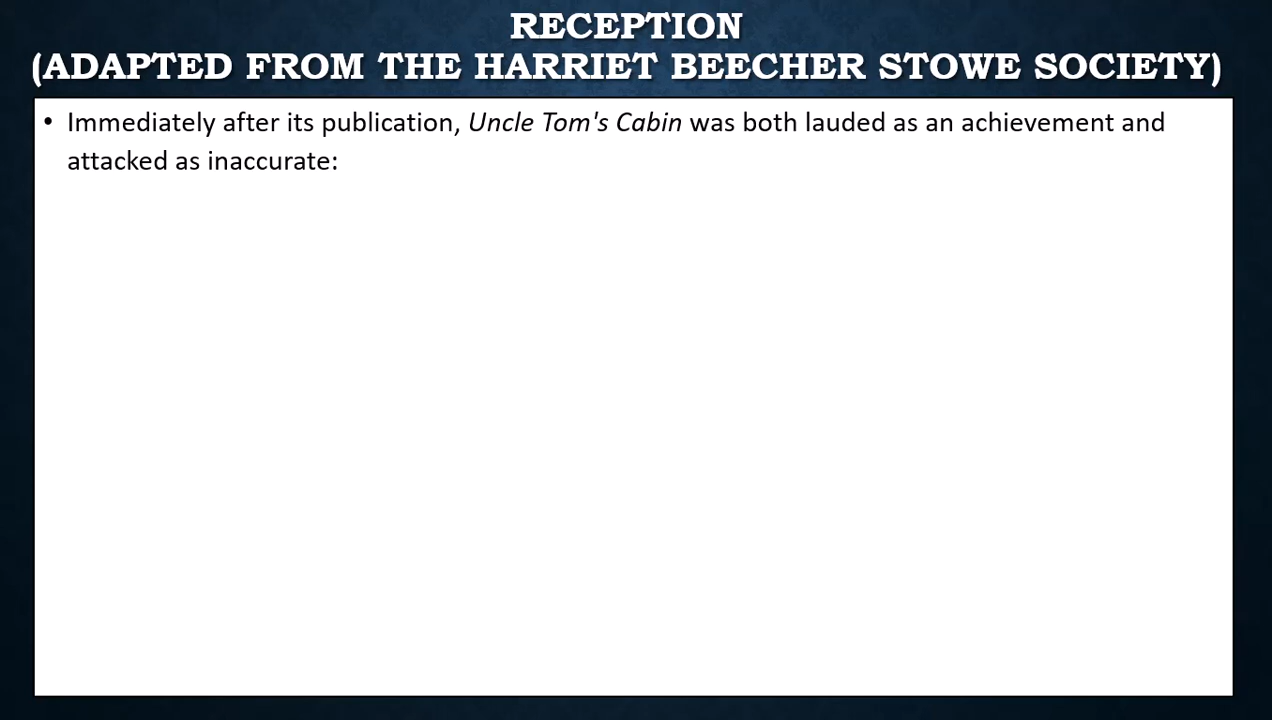 RECEPTION
(ADAPTED FROM THE HARRIET BEECHER STOWE SOCIETY)
• Immediately after its publication, Uncle Tom's Cabin was both lauded as an achievement and
attacked as inaccurate: